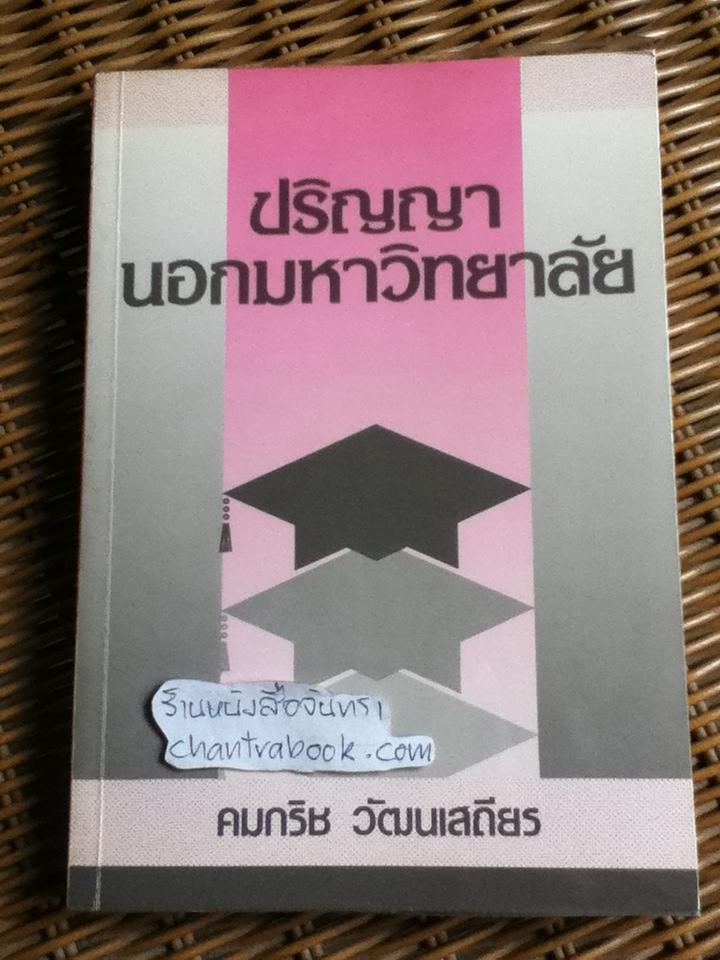 ปริญญา
นอกมหาวิทยาลัย
ร้านหนังสือจันทรา
chantrabook.com
คมกริช วัฒนเสถียร